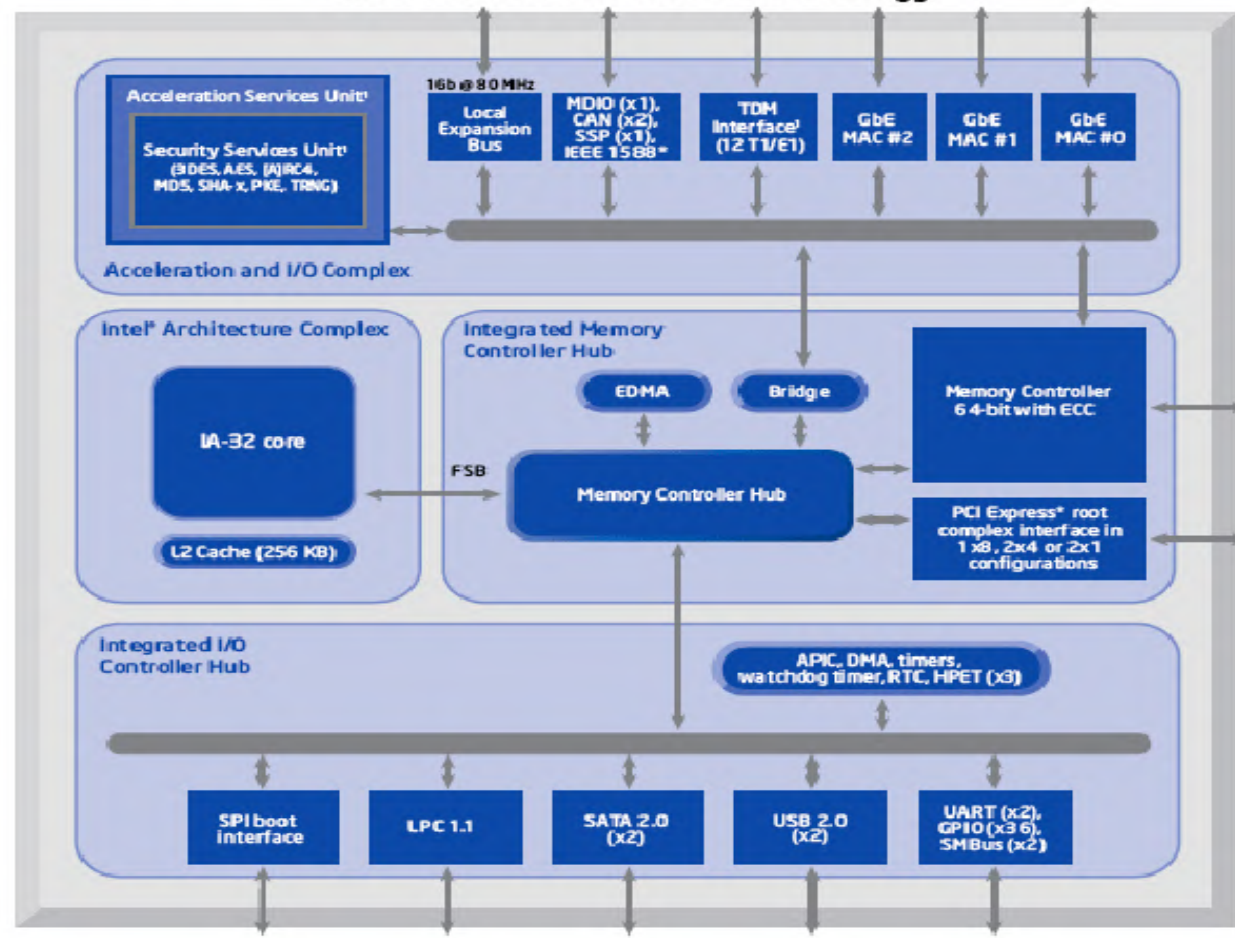 16b @ 80 MHz
Acceleration Services Unit¹
Security Services Unit¹
(3DES, AES, (A)RC4,
MD5, SHA-x, PKE, TRNG)
Local
Expansion
Bus
MDIO (x1),
CAN (x2),
SSP (x1),
IEEE 1588*
TDM
Interface¹
(12 T1/E1)
GbE
MAC #2
GbE
MAC #1
GbE
MAC #0
Acceleration and I/O Complex
Intel® Architecture Complex
IA-32 core
L2 Cache (256 KB)
FSB
Integrated Memory
Controller Hub
EDMA
Bridge
Memory Controller Hub
Memory Controller
64-bit with ECC
PCI Express* root
complex interface in
1x8, 2x4 or 2x1
configurations
Integrated I/O
Controller Hub
APIC, DMA, timers,
watchdog timer, RTC, HPET (x3)
SPI boot
interface
LPC 1.1
SATA 2.0
(x2)
USB 2.0
(x2)
UART (x2),
GPIO (x36),
SMBus (x2)